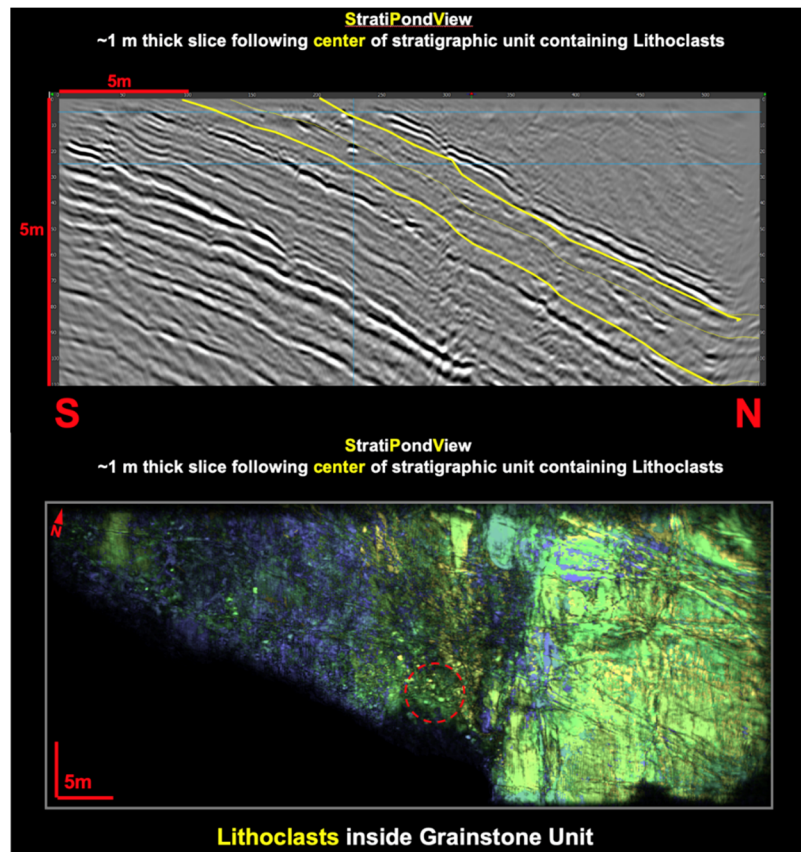 StratiPondView
~1 m thick slice following center of stratigraphic unit containing Lithoclasts
5m
5m
S
N
StratiPondView
~1 m thick slice following center of stratigraphic unit containing Lithoclasts
N
5m
Lithoclasts inside Grainstone Unit